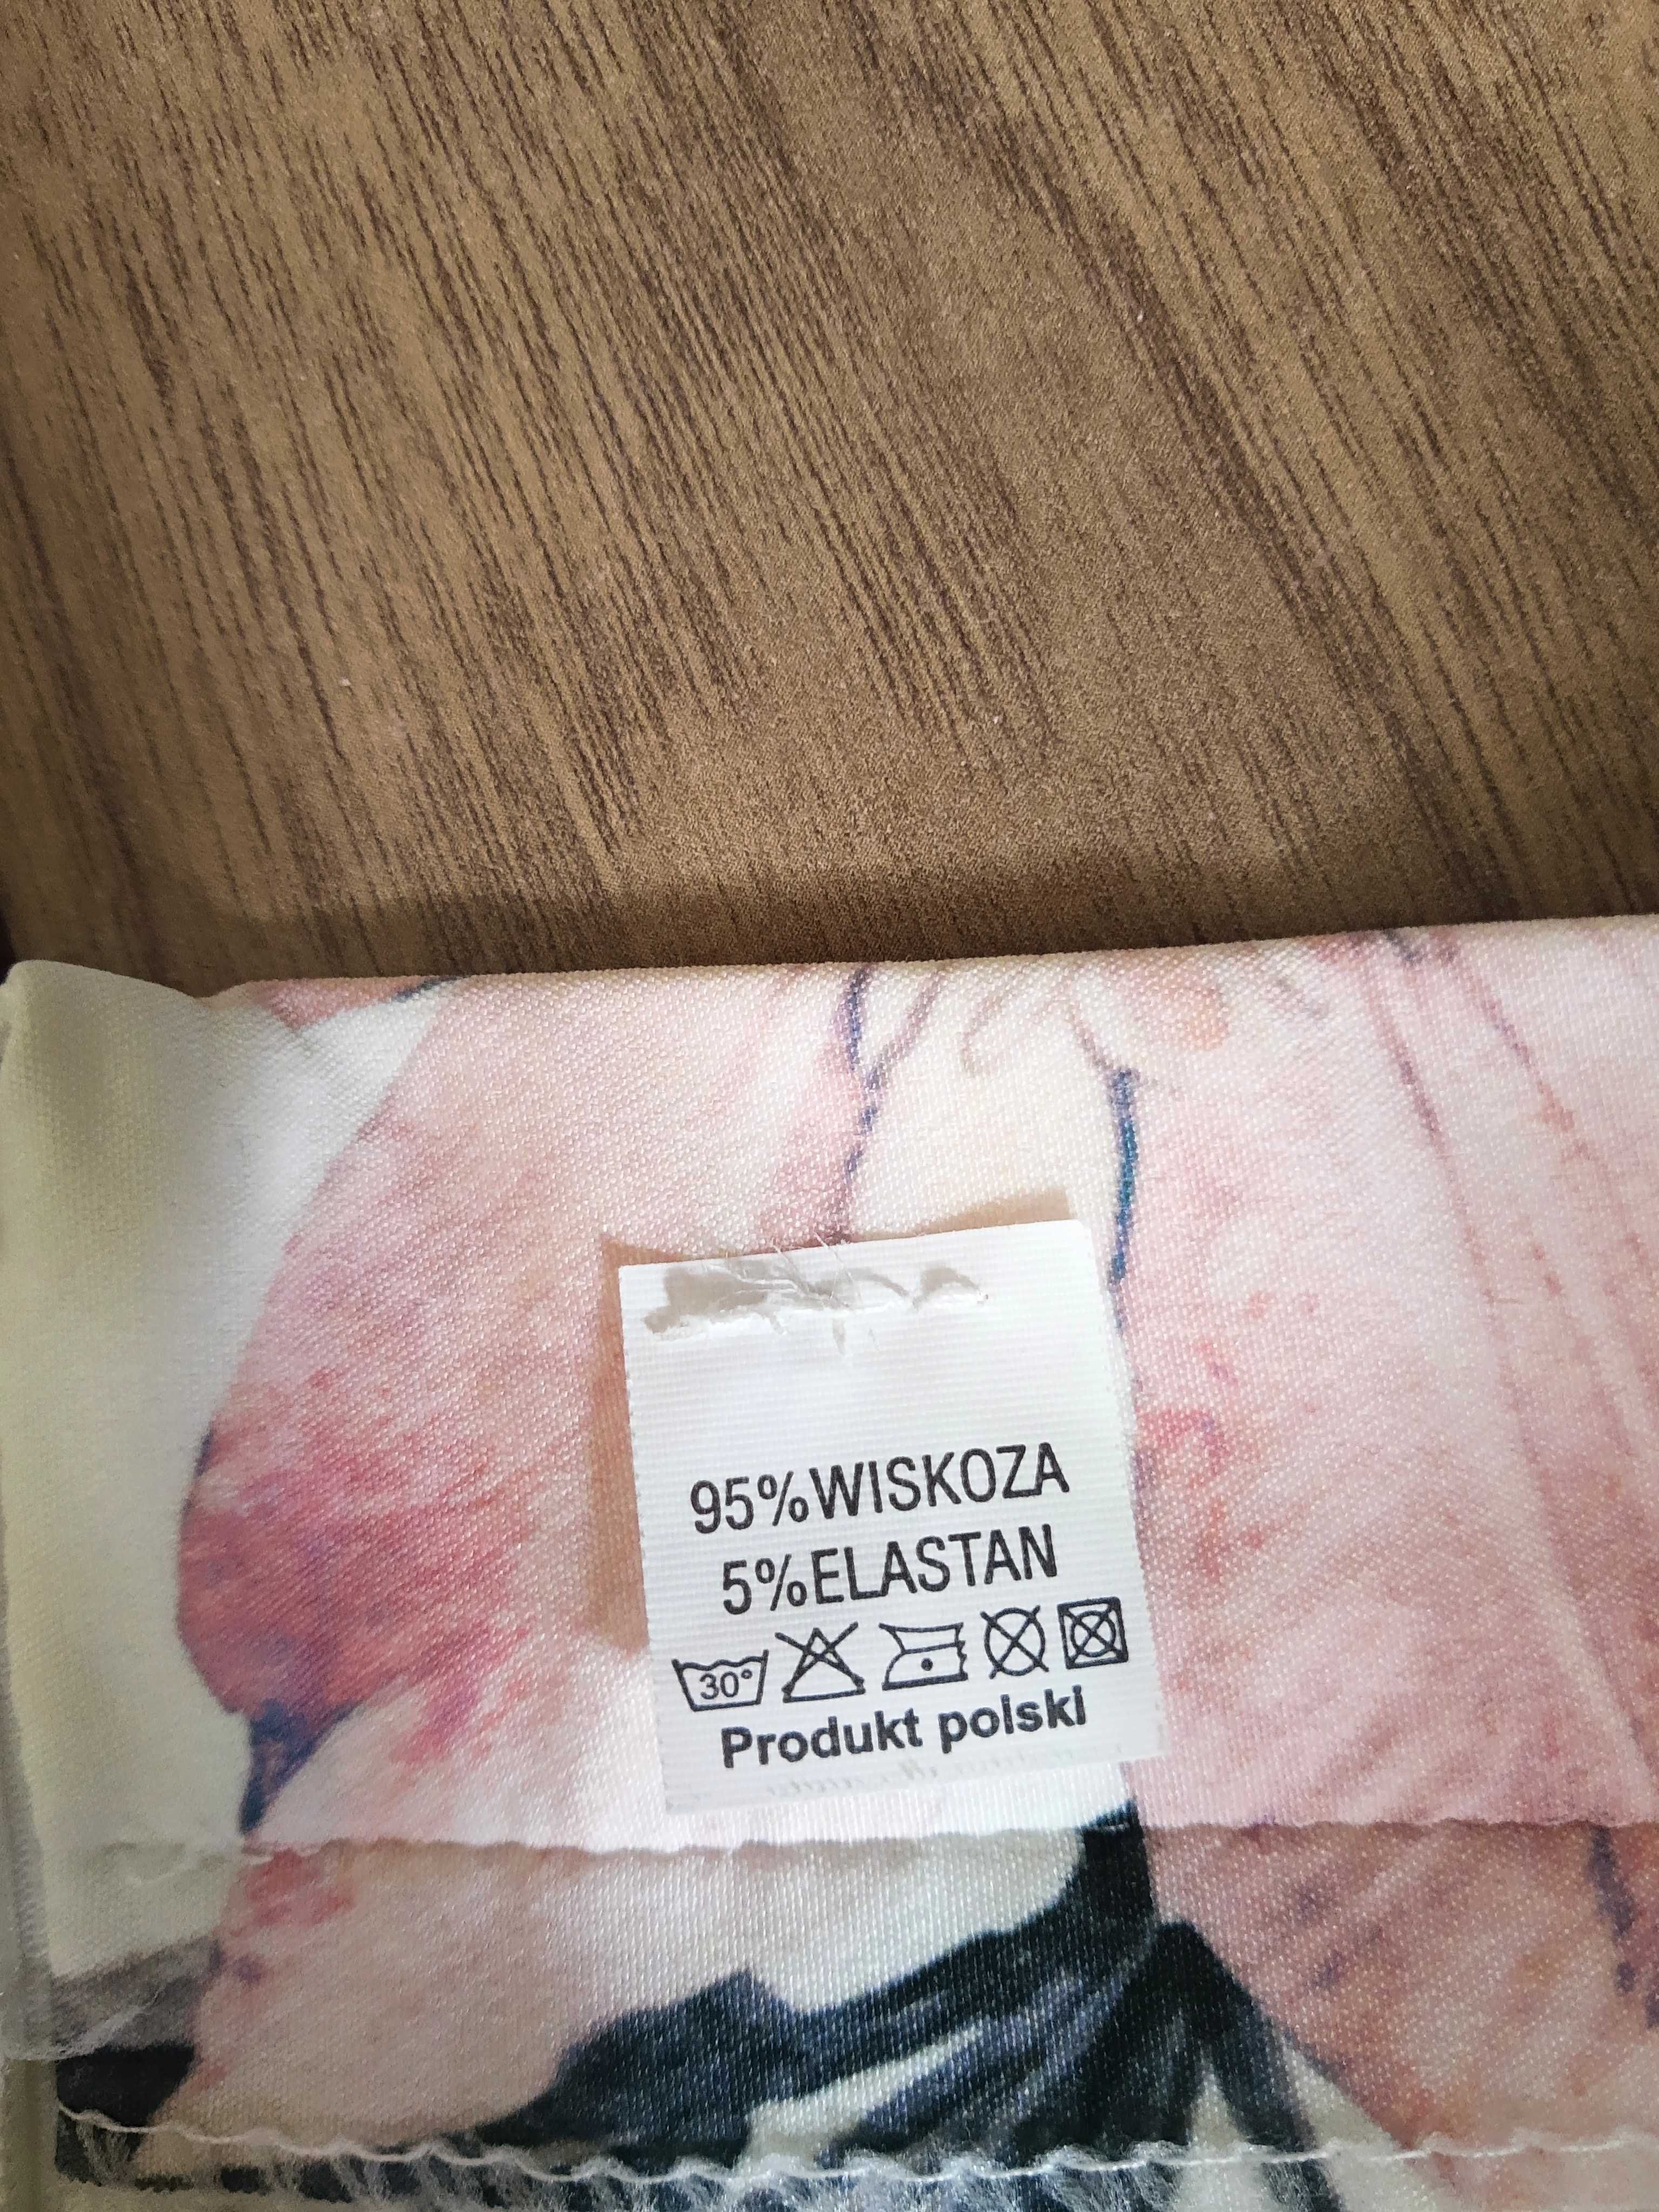 95%WISKOZA
5%ELASTAN
30°
Produkt polski